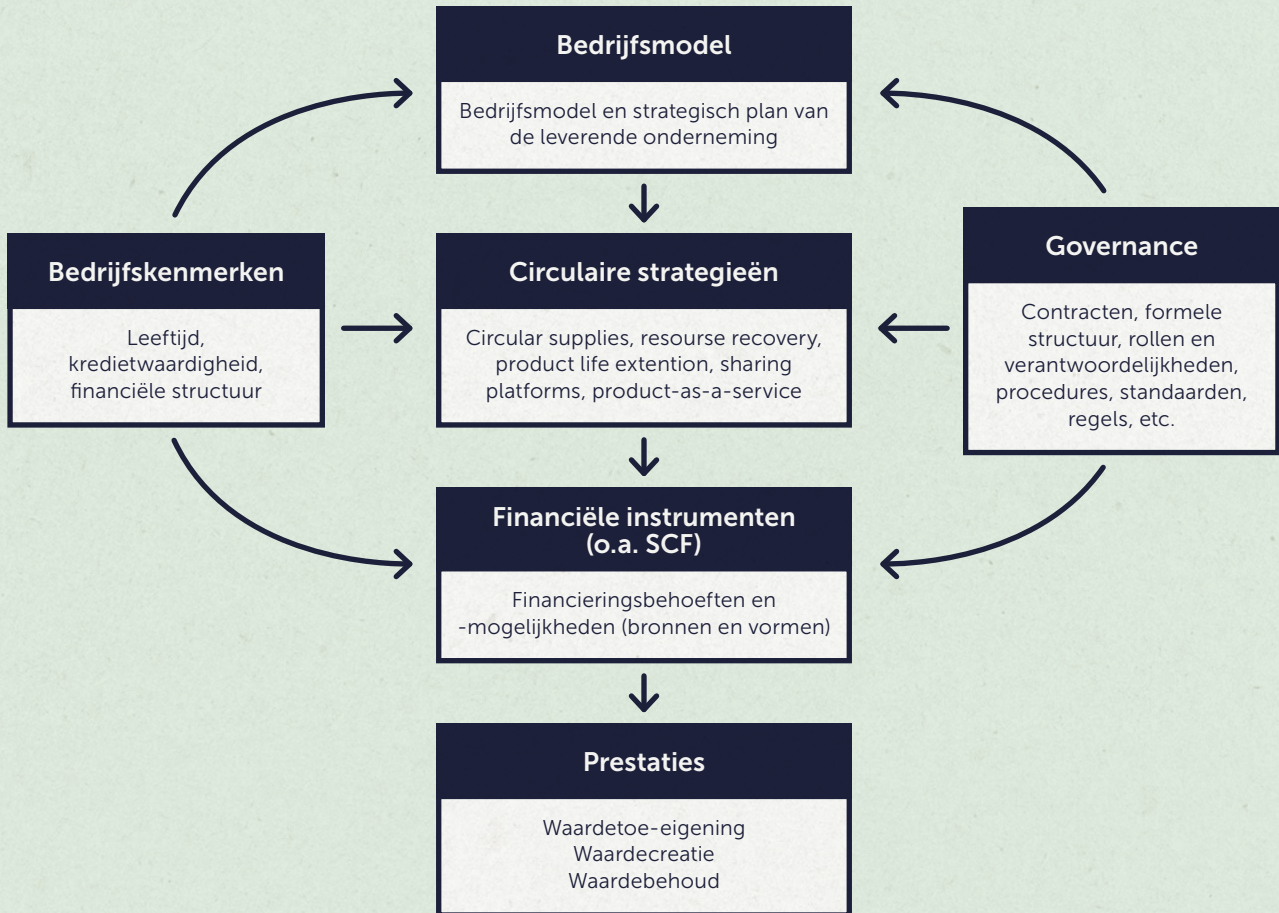 Bedrijfsmodel
Bedrijfsmodel en strategisch plan van
de leverende onderneming
Bedrijfskenmerken
Leeftijd,
kredietwaardigheid,
financiële structuur
Circulaire strategieën
Circular supplies, resourse recovery,
product life extention, sharing
platforms, product-as-a-service
Governance
Contracten, formele
structuur, rollen en
verantwoordelijkheden,
procedures, standaarden,
regels, etc.
Financiële instrumenten
(o.a. SCF)
Financieringsbehoeften en
-mogelijkheden (bronnen en vormen)
Prestaties
Waardetoe-eigening
Waardecreatie
Waardebehoud